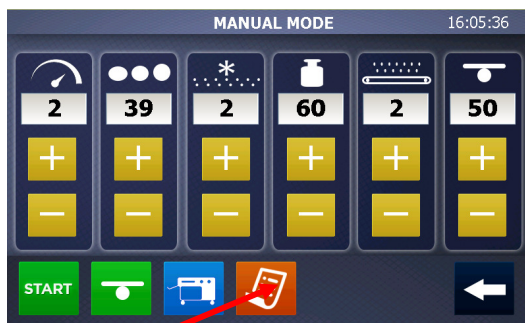 MANUAL MODE 16:05:36
2 39 2 60 2 50
+ + + + + +
- - - - - -
START